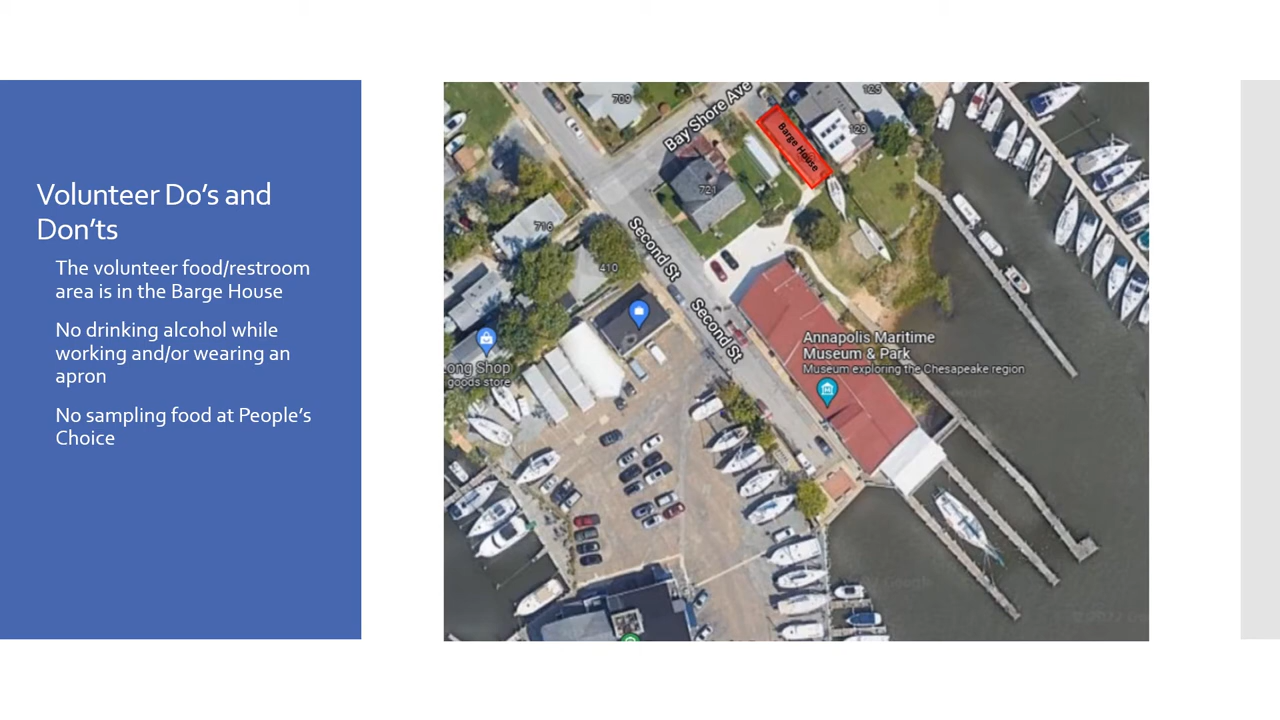 Volunteer Do's and
Don'ts
The volunteer food/restroom
area is in the Barge House
No drinking alcohol while
working and/or wearing an
apron
No sampling food at People's
Choice
709
Bay Shore Ave
125
129
Barge House
721
716
Second St
410
Second St
Annapolis Maritime
Museum & Park
Museum exploring the Chesapeake region
ong Shop
goods store